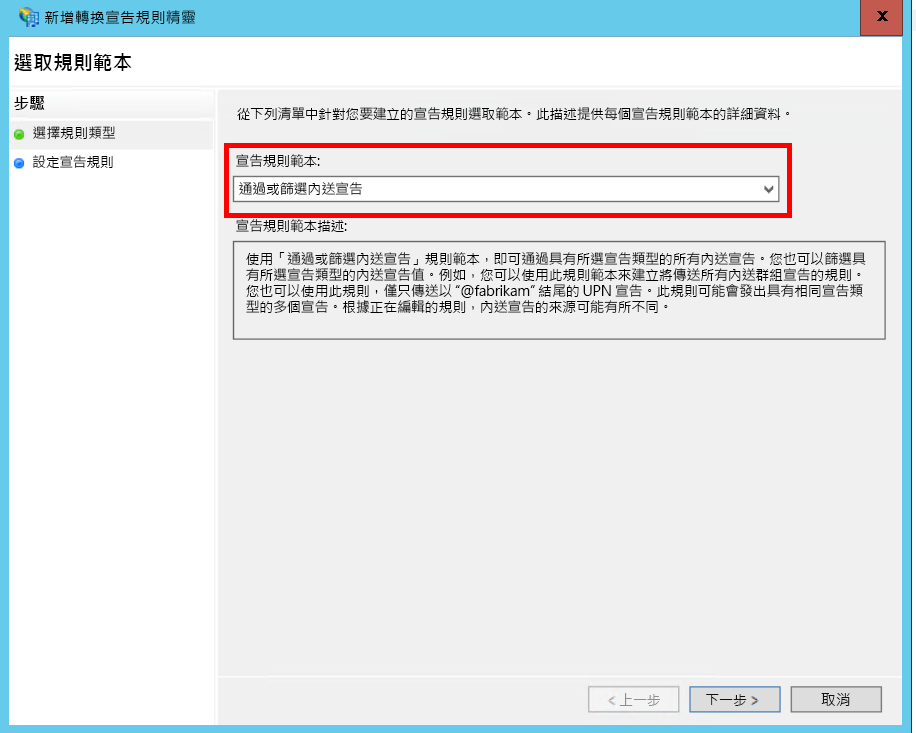 新增轉換宣告規則精靈
x
選取規則範本
步驟
選擇規則類型
設定宣告規則
從下列清單中針對您要建立的宣告規則選取範本。此描述提供每個宣告規則範本的詳細資料。
宣告規則範本:
通過或篩選內送宣告
宣告規則範本描述:
使用「通過或篩選內送宣告」規則範本，即可通過具有所選宣告類型的所有內送宣告。您也可以篩選具
有所選宣告類型的內送宣告值。例如，您可以使用此規則範本來建立將傳送所有內送群組宣告的規則。
您也可以使用此規則，僅只傳送以 “@fabrikam” 結尾的 UPN 宣告。此規則可能會發出具有相同宣告類
型的多個宣告。根據正在編輯的規則，內送宣告的來源可能有所不同。
< 上一步
下一步 >
取消